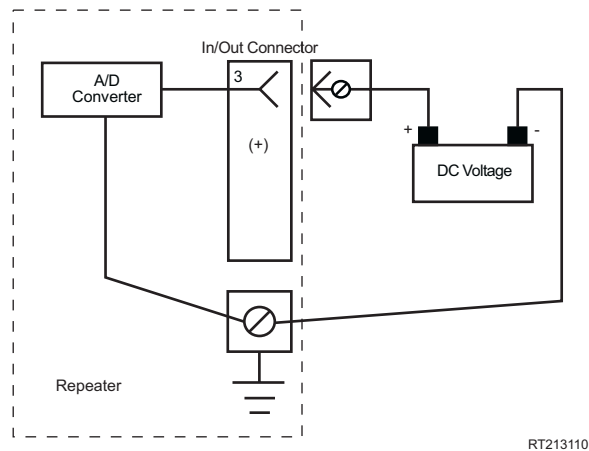 In/Out Connector
A/D
Converter
3
(+)
+
-
DC Voltage
Repeater
RT213110